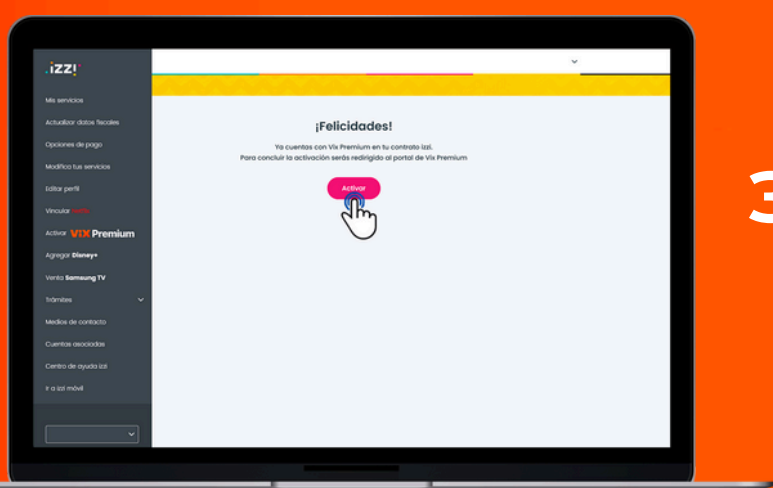 izzi
Mis servicios
Actualizar datos fiscales
Opciones de pago
Modifica tus servicios
Editar perfil
Vincular
Activar ViX Premium
Agregar Disney+
Venta Samsung TV
Trámites
Medios de contacto
Cuentas asociadas
Centro de ayuda izzi
Ir a izzi móvil
¡Felicidades!
Ya cuentas con Vix Premium en tu contrato izzi.
Para concluir la activación serás redirigido al portal de Vix Premium
Activar
3